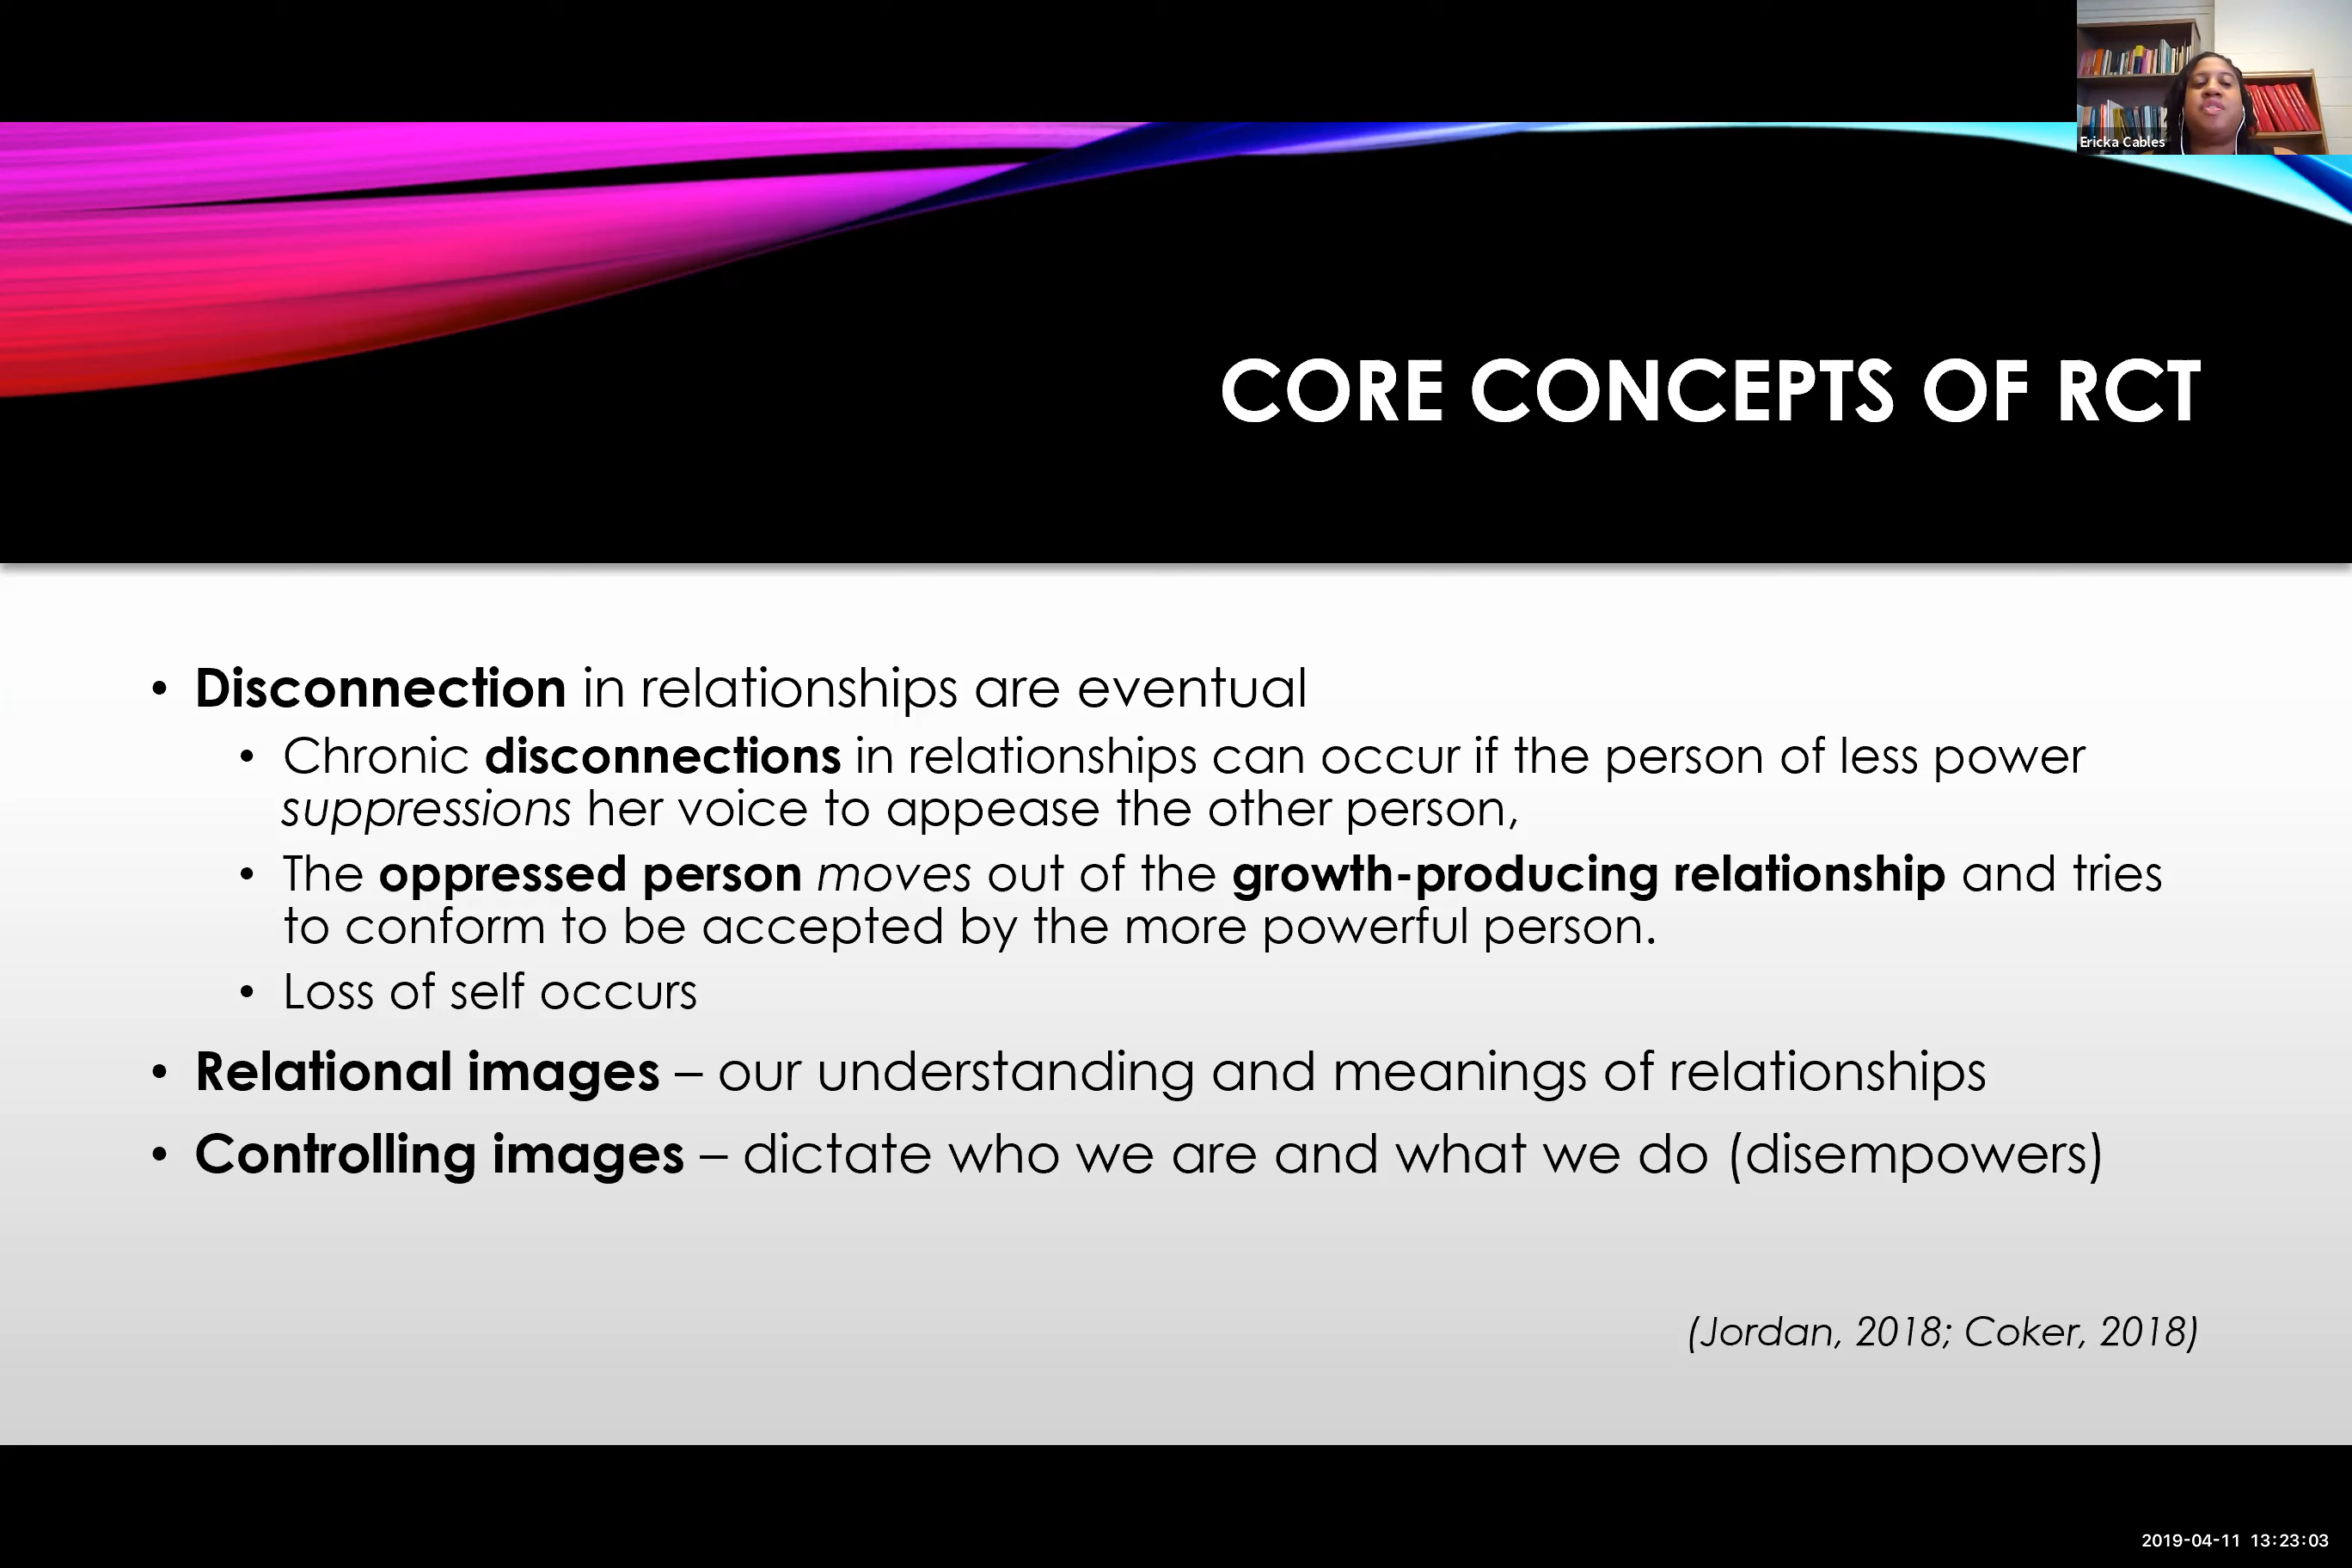 Ericka Cables
CORE CONCEPTS OF RCT
• Disconnection in relationships are eventual
• Chronic disconnections in relationships can occur if the person of less power
suppressions her voice to appease the other person,
• The oppressed person moves out of the growth-producing relationship and tries
to conform to be accepted by the more powerful person.
• Loss of self occurs
• Relational images – our understanding and meanings of relationships
• Controlling images – dictate who we are and what we do (disempowers)
(Jordan, 2018; Coker, 2018)
2019-04-11 13:23:03